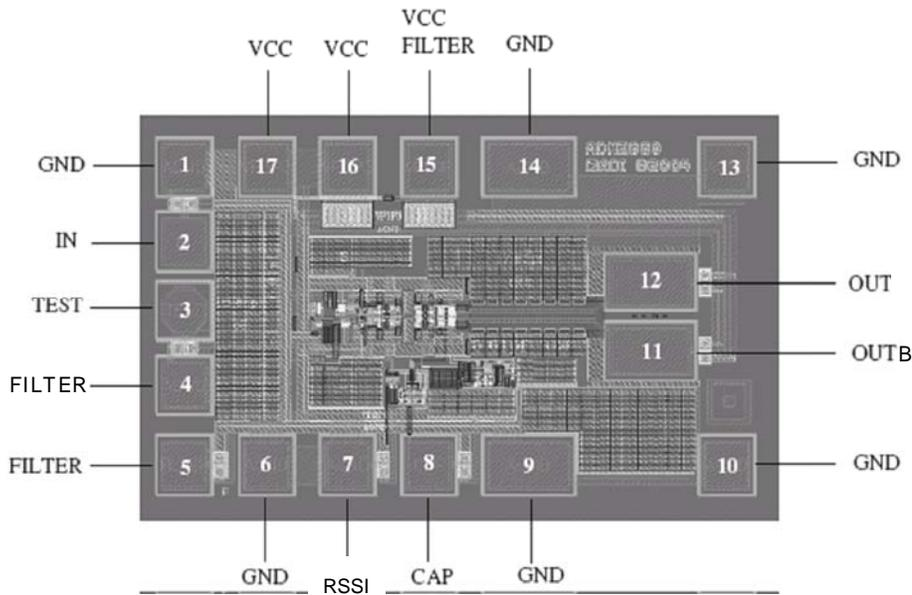 VCC
VCC
VCC
FILTER
GND
GND
1
17
16
15
14
13
GND
©2004
IN
2
TEST
3
12
OUT
11
OUTB
FILTER
4
FILTER
5
6
7
8
9
10
GND
GND
RSSI
CAP
GND